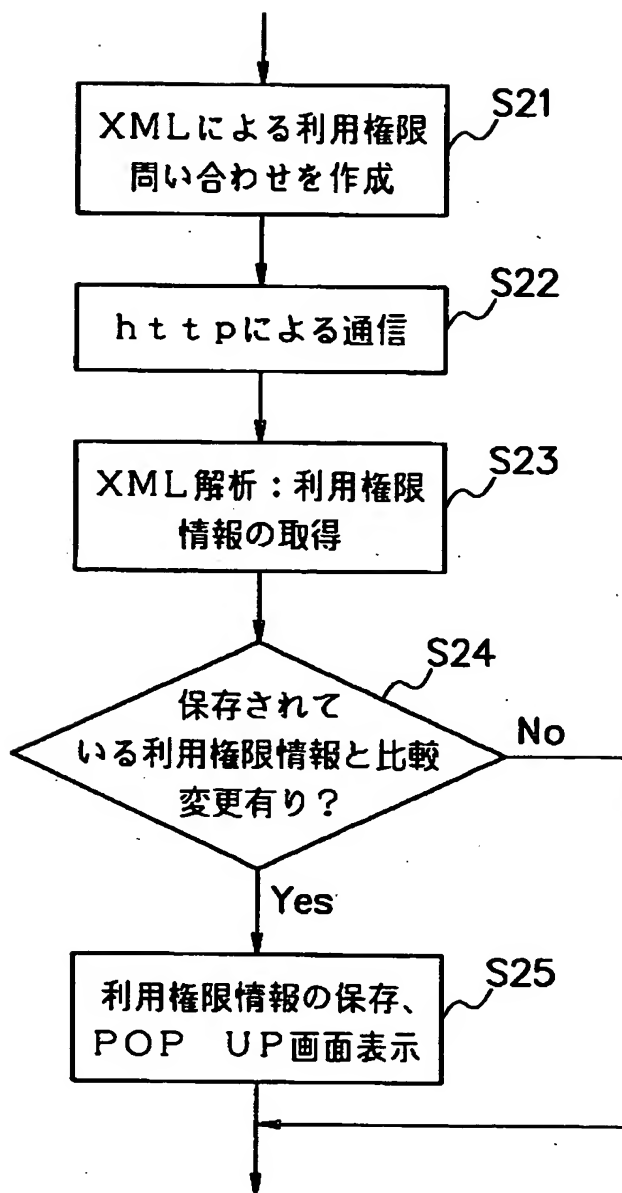 S21
XMLによる利用権限
問い合わせを作成
S22
httpによる通信
S23
XML解析：利用権限
情報の取得
S24
保存されて
いる利用権限情報と比較
変更有り？
No
Yes
S25
利用権限情報の保存、
POP UP画面表示